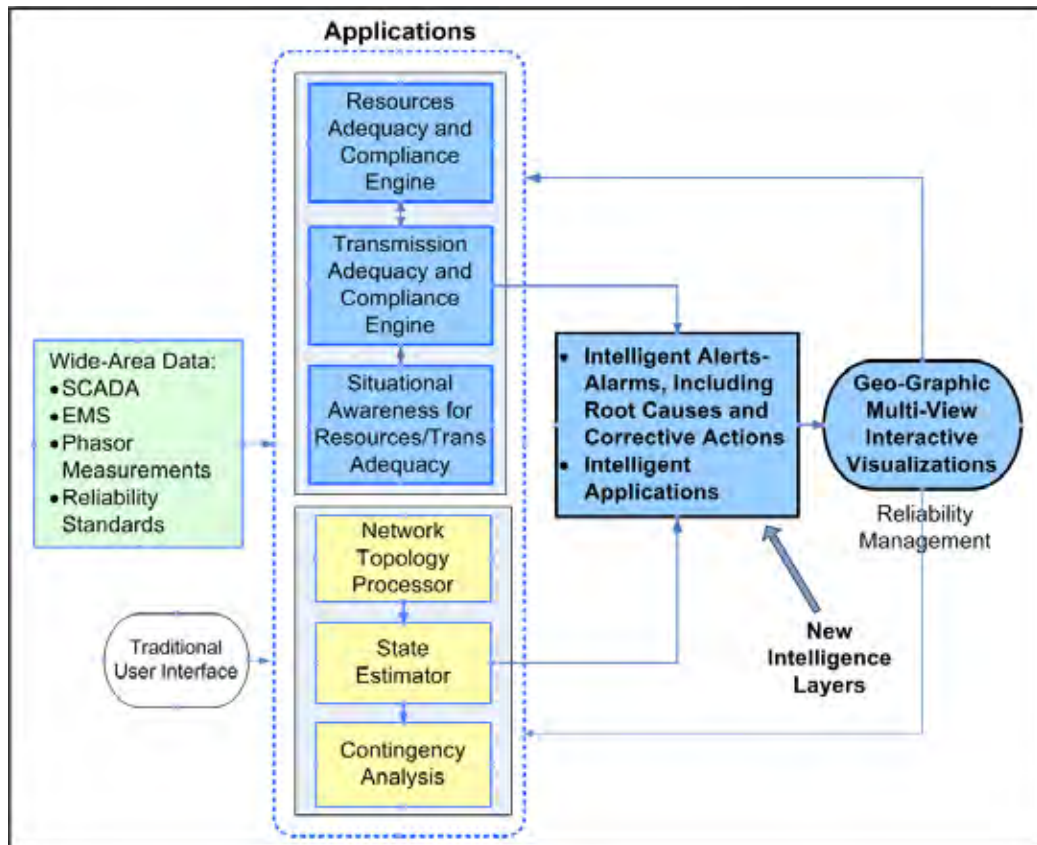 Applications
Resources
Adequacy and
Compliance
Engine
Transmission
Adequacy and
Compliance
Engine
Situational
Awareness for
Resources/Trans
Adequacy
Wide-Area Data:
•SCADA
•EMS
•Phasor
Measurements
•Reliability
Standards
Network
Topology
Processor
State
Estimator
Contingency
Analysis
Traditional
User Interface
• Intelligent Alerts-
Alarms, Including
Root Causes and
Corrective Actions
• Intelligent
Applications
Geo-Graphic
Multi-View
Interactive
Visualizations
Reliability
Management
New
Intelligence
Layers